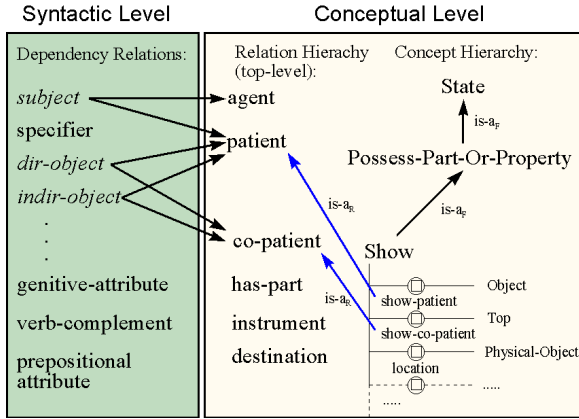 Syntactic Level
Conceptual Level
Dependency Relations:
subject
specifier
dir-object
indir-object
.
.
.
genitive-attribute
verb-complement
prepositional
attribute
Relation Hierachy
(top-level):
agent
patient
co-patient
has-part
instrument
destination
Concept Hierarchy:
State
is-aF
Possess-Part-Or-Property
is-aR
is-aF
Show
is-aR
Object
show-patient
Top
show-co-patient
Physical-Object
location
.....
.....